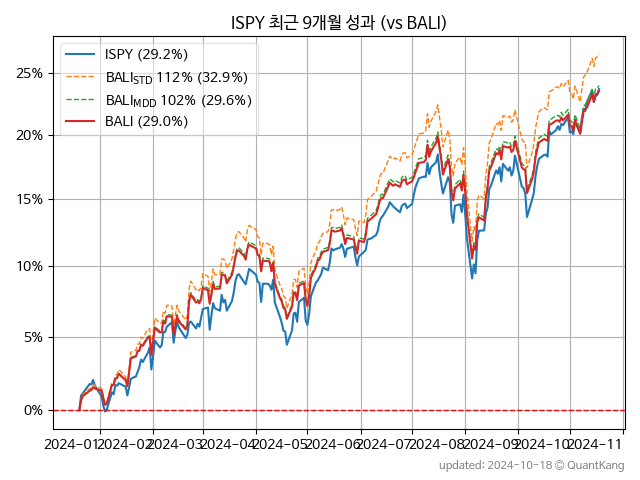 ISPY 최근 9개월 성과 (vs BALI)
ISPY (29.2%)
BALI_STD 112% (32.9%)
BALI_MDD 102% (29.6%)
BALI (29.0%)
25%
20%
15%
10%
5%
0%
2024-01 2024-02 2024-03 2024-04 2024-05 2024-06 2024-07 2024-08 2024-09 2024-10 2024-11
updated: 2024-10-18 © QuantKang